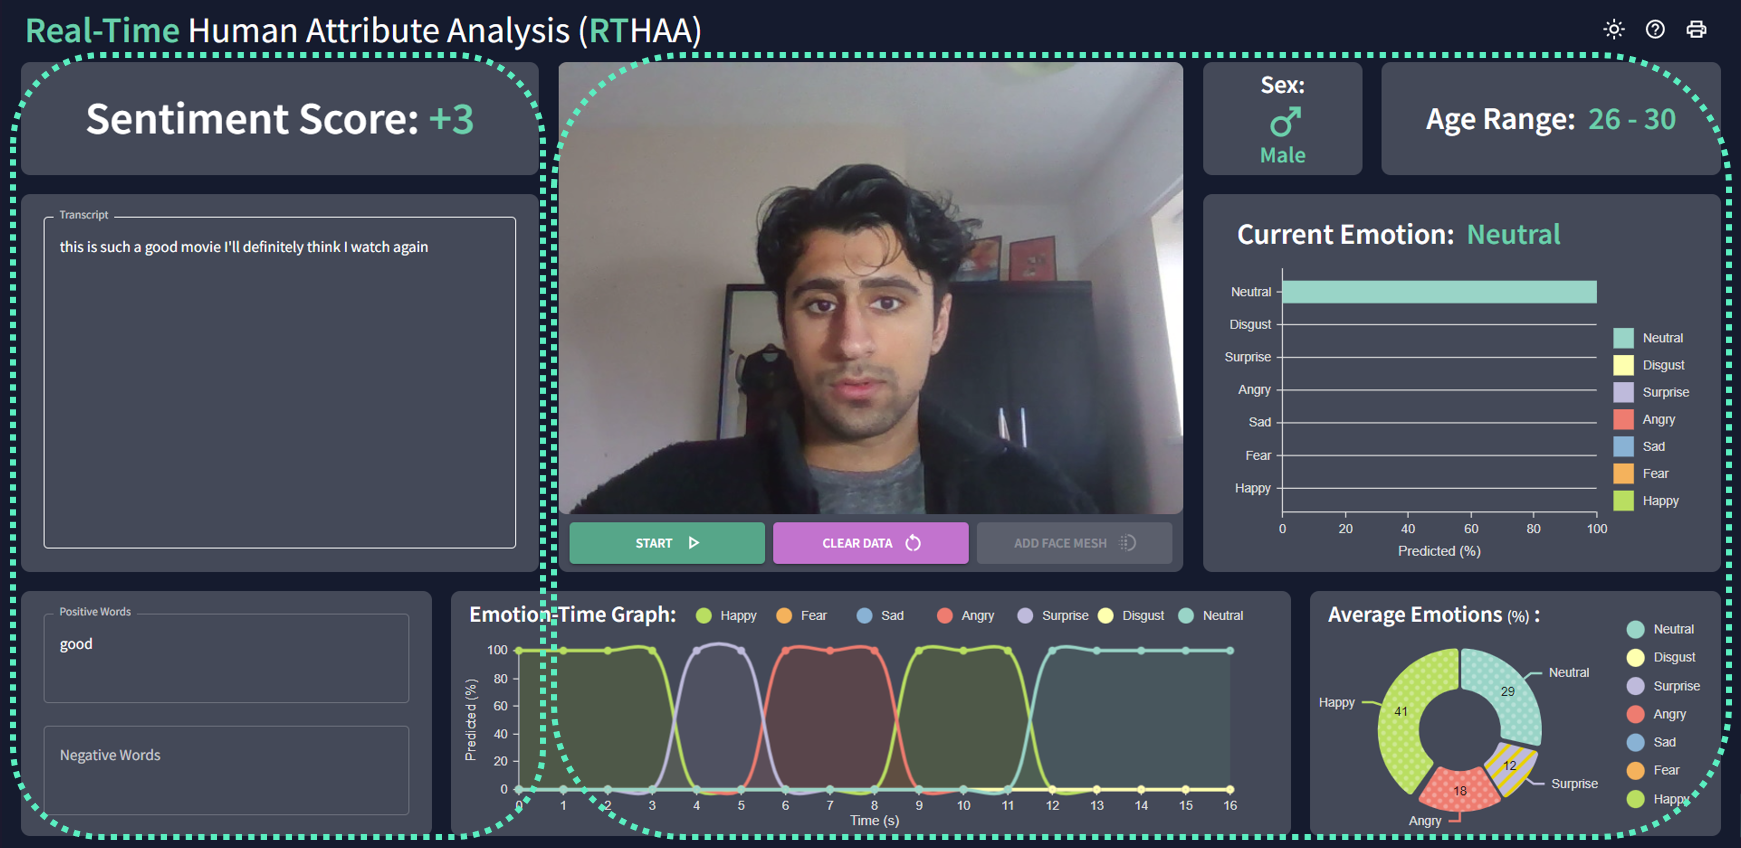 Real-Time Human Attribute Analysis (RTHAA)
Sentiment Score: +3
Transcript
this is such a good movie I'll definitely think I watch again
Positive Words
good
Negative Words
START
CLEAR DATA
ADD FACE MESH
Sex:
Male
Age Range: 26 - 30
Current Emotion: Neutral
Neutral
Disgust
Surprise
Angry
Sad
Fear
Happy
0 20 40 60 80 100
Predicted (%)
Neutral
Disgust
Surprise
Angry
Sad
Fear
Happy
Emotion-Time Graph:
Happy Fear Sad Angry Surprise Disgust Neutral
Predicted (%)
100
80
60
40
20
0
0 1 2 3 4 5 6 7 8 9 10 11 12 13 14 15 16
Time (s)
Average Emotions (%) :
Neutral
29
Surprise
12
Angry
18
Happy
41
Neutral
Disgust
Surprise
Angry
Sad
Fear
Happy